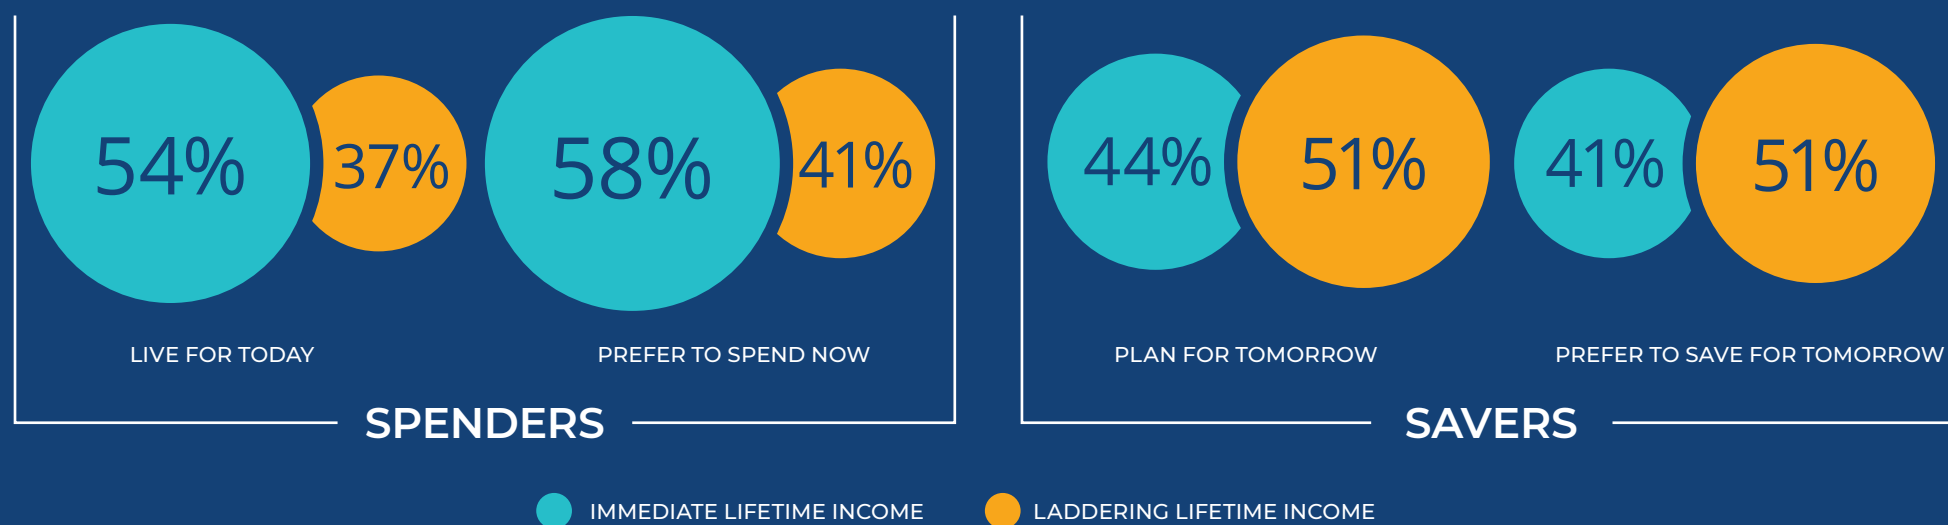 54%
37%
58%
41%
44%
51%
41%
51%
LIVE FOR TODAY
PREFER TO SPEND NOW
PLAN FOR TOMORROW
PREFER TO SAVE FOR TOMORROW
SPENDERS
SAVERS
IMMEDIATE LIFETIME INCOME
LADDERING LIFETIME INCOME